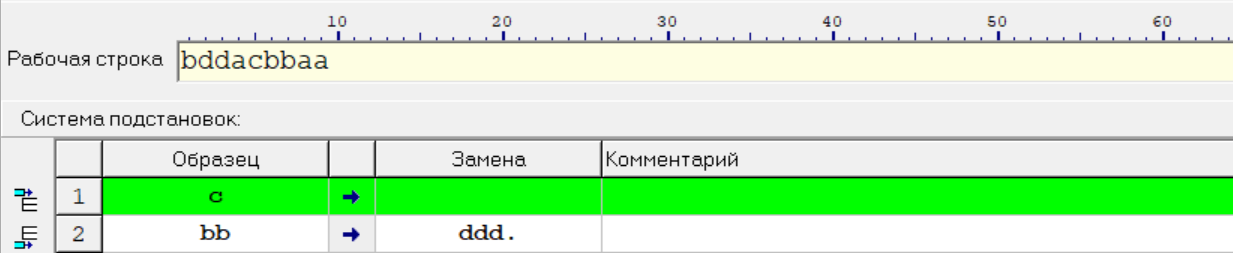 10 20 30 40 50 60
Рабочая строка bddacbbaa
Система подстановок:
Образец Замена Комментарий
1 c →
2 bb → ddd.